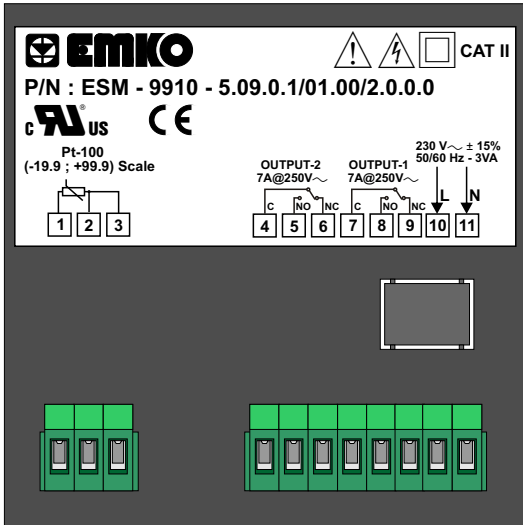 EMKO
CAT II
P/N : ESM - 9910 - 5.09.0.1/01.00/2.0.0.0
c RU ® US CE
Pt-100
(-19.9 ; +99.9) Scale
OUTPUT-2
7A@250V~
OUTPUT-1
7A@250V~
230 V~ ± 15%
50/60 Hz - 3VA
C NO NC C NO NC L N
1 2 3 4 5 6 7 8 9 10 11